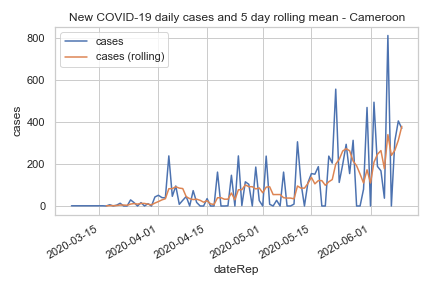 New COVID-19 daily cases and 5 day rolling mean - Cameroon
cases
cases (rolling)
800
600
400
200
0
cases
2020-03-15
2020-04-01
2020-04-15
2020-05-01
2020-05-15
2020-06-01
dateRep